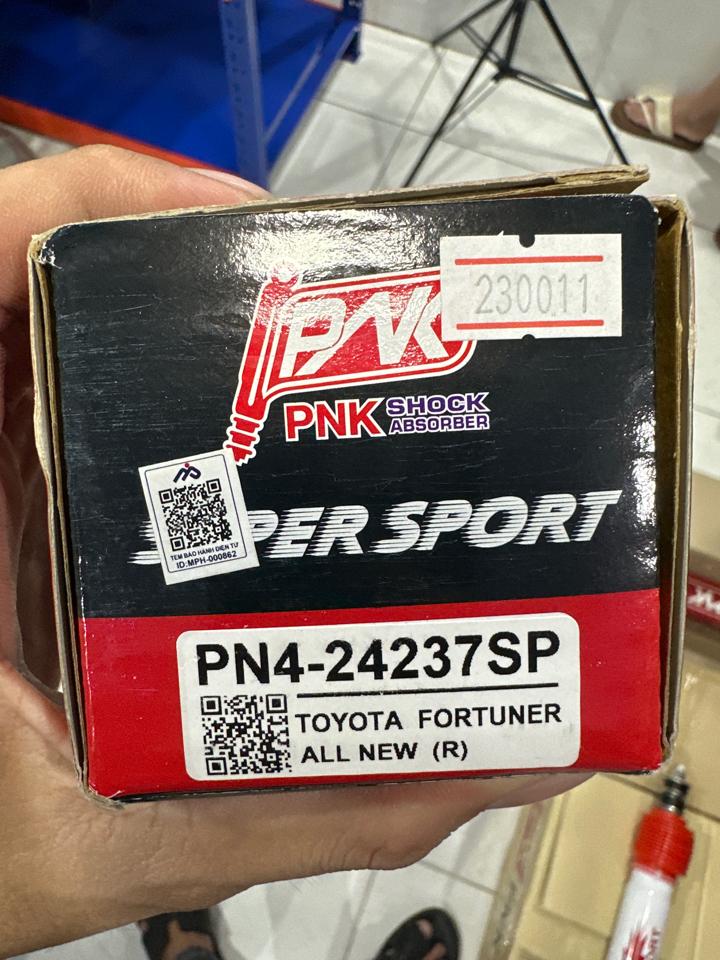 PNK
230011
PNK SHOCK
ABSORBER
TEM BẢO HÀNH ĐIỆN TỬ
ID:MPH-000862
PER SPORT
PN4-24237SP
TOYOTA FORTUNER
ALL NEW (R)